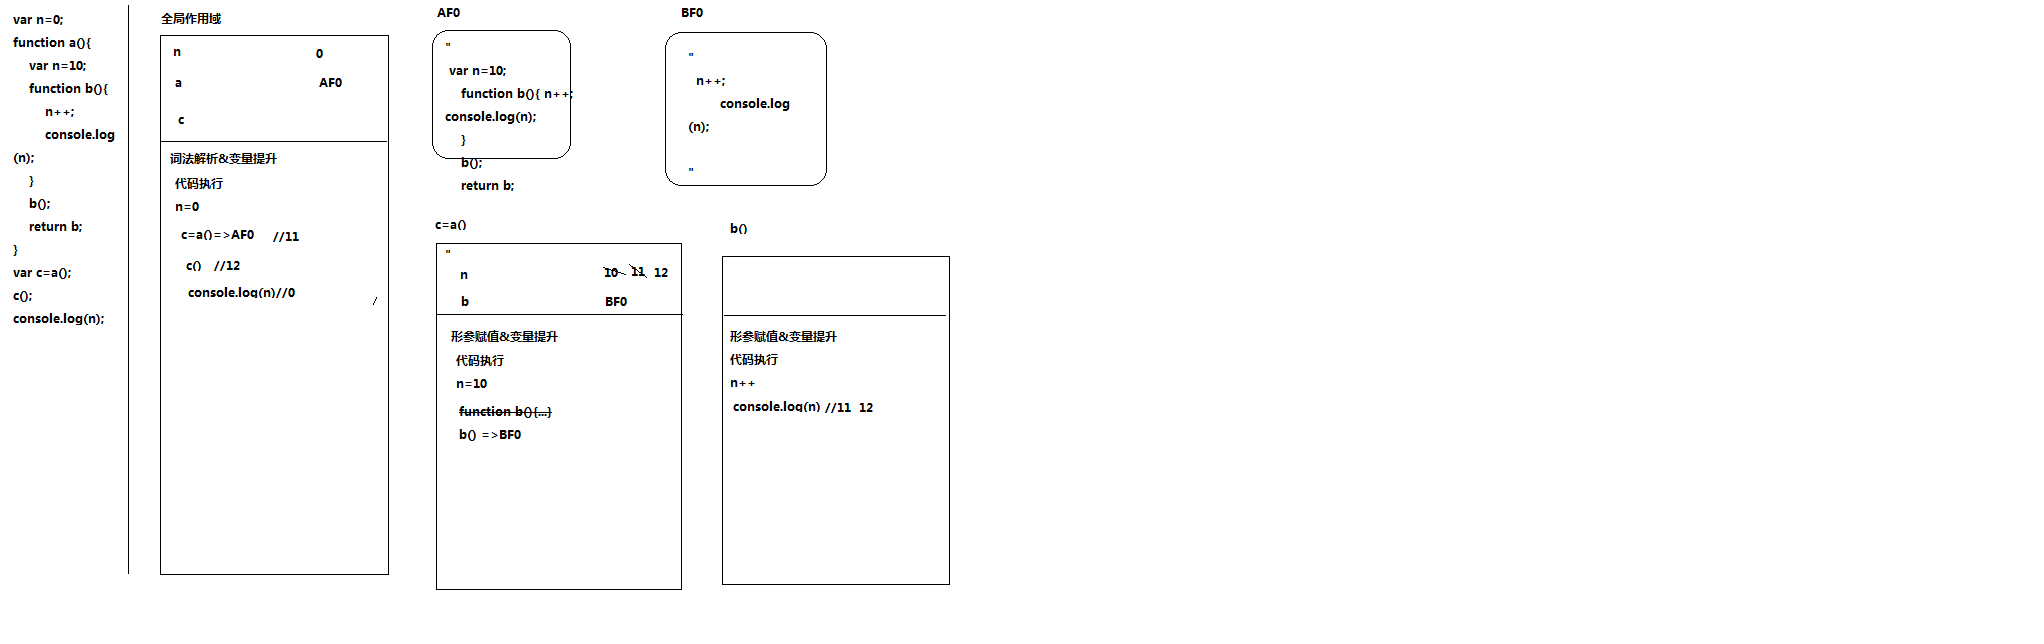 var n=0;
function a(){
var n=10;
function b(){
n++;
console.log
(n);
}
b();
return b;
}
var c=a();
c();
console.log(n);
全局作用域
n 0
a AF0
c
词法解析&变量提升
代码执行
n=0
c=a()=>AF0 //11
c() //12
console.log(n)//0
/
AF0
"
var n=10;
function b(){ n++;
console.log(n);
}
b();
return b;
BF0
"
n++;
console.log
(n);
"
c=a()
"
n 10 11 12
b BF0
形参赋值&变量提升
代码执行
n=10
function b(){...}
b() =>BF0
b()
形参赋值&变量提升
代码执行
n++
console.log(n) //11 12